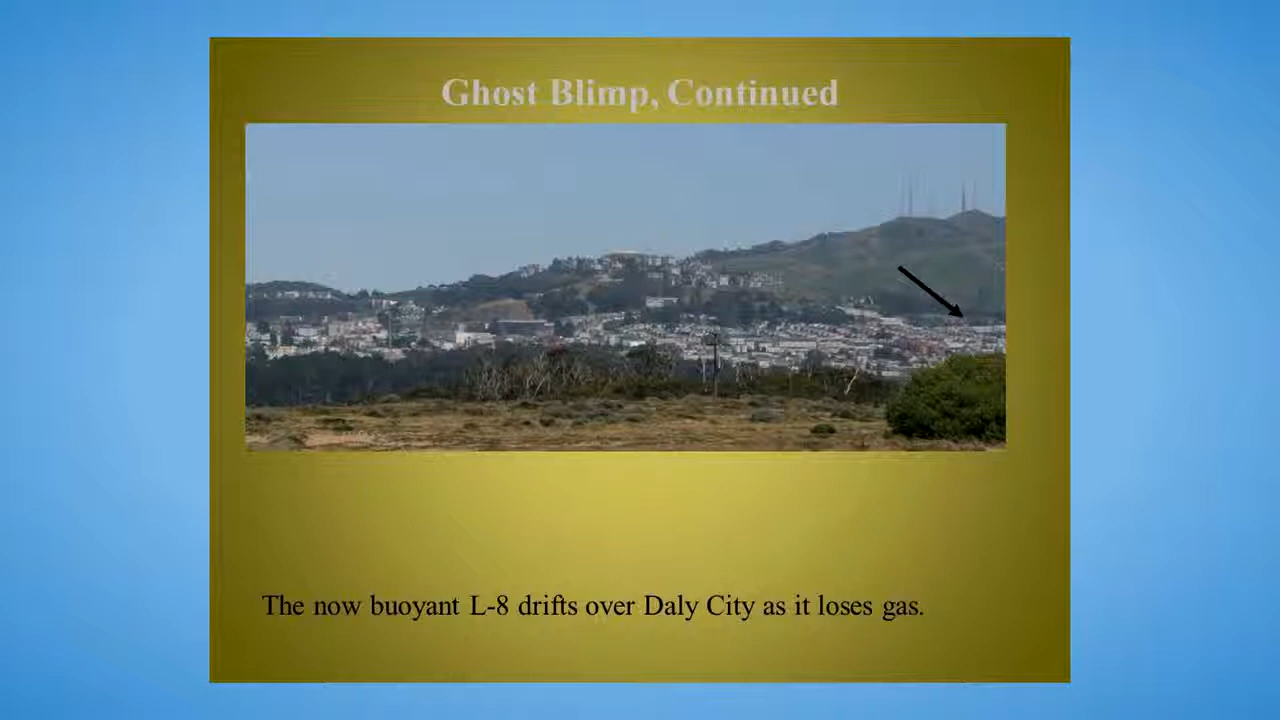 Ghost Blimp, Continued
The now buoyant L-8 drifts over Daly City as it loses gas.